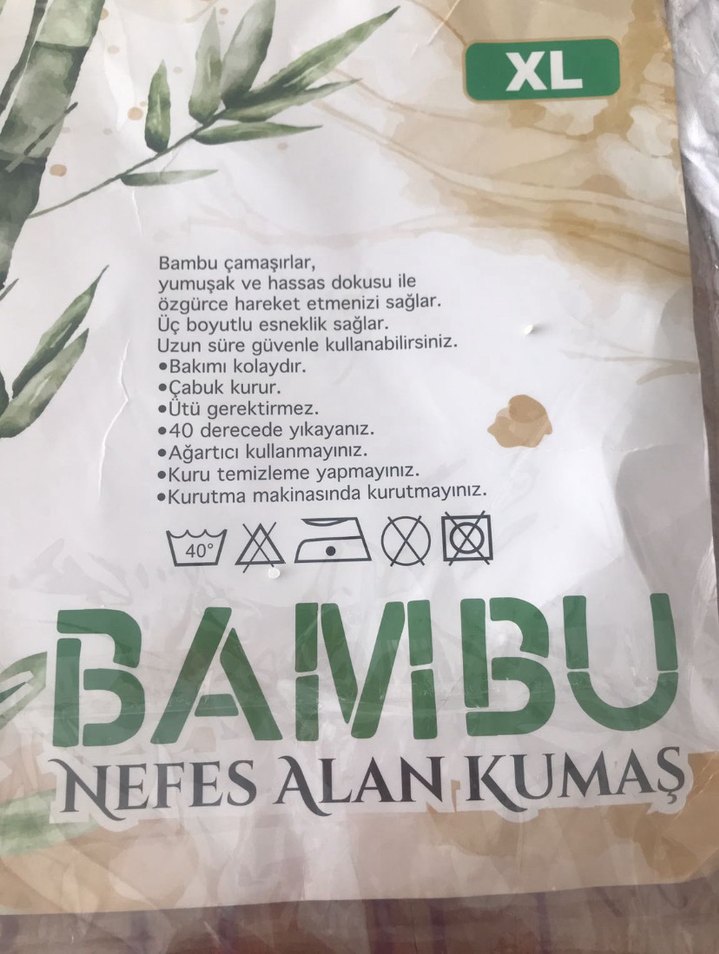 XL
Bambu çamaşırlar,
yumuşak ve hassas dokusu ile
özgürce hareket etmenizi sağlar.
Üç boyutlu esneklik sağlar.
Uzun süre güvenle kullanabilirsiniz.
•Bakımı kolaydır.
•Çabuk kurur.
•Ütü gerektirmez.
•40 derecede yıkayanız.
•Ağartıcı kullanmayınız.
•Kuru temizleme yapmayınız.
•Kurutma makinasında kurutmayınız.
40°
BAMBU
NEFES ALAN KUMAŞ